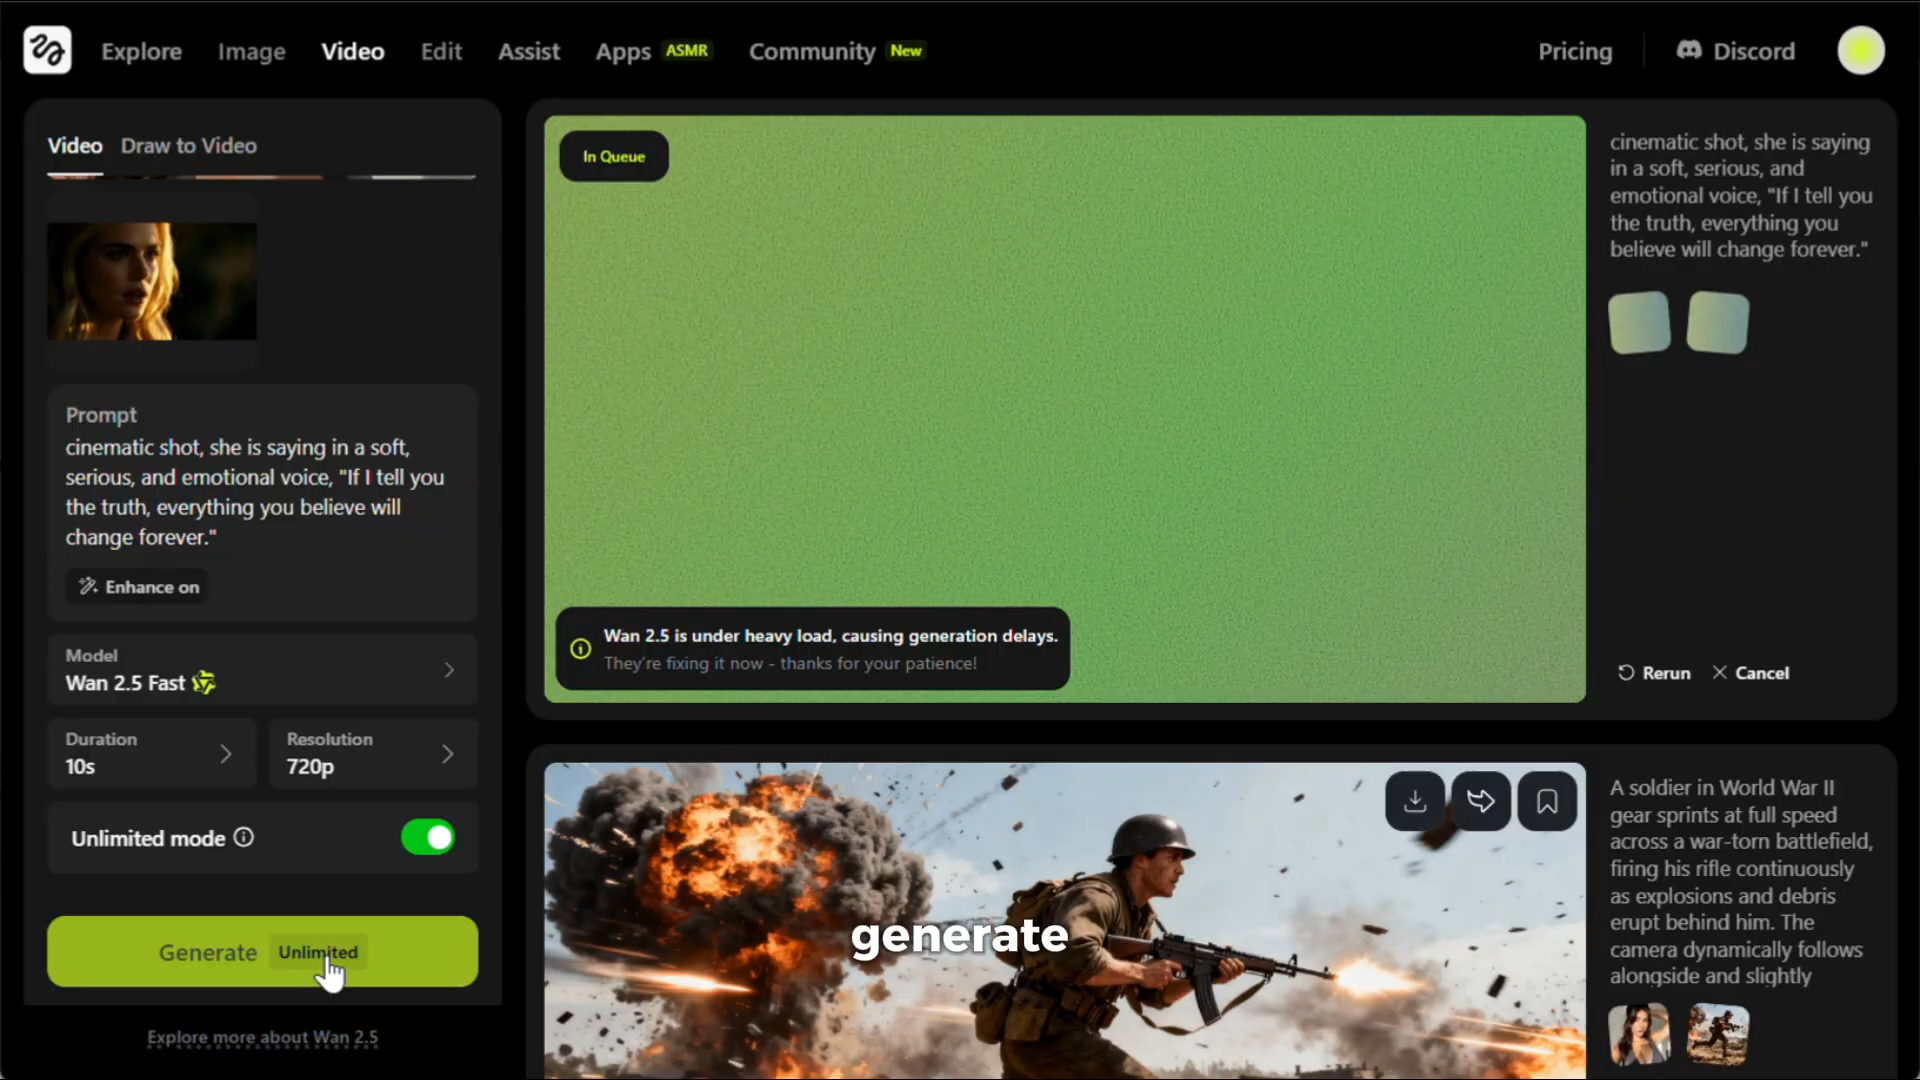 Explore
Image
Video
Edit
Assist
Apps ASMR
Community New
Pricing
Discord
Video
Draw to Video
Prompt
cinematic shot, she is saying in a soft,
serious, and emotional voice, "If I tell you
the truth, everything you believe will
change forever."
Enhance on
Model
Wan 2.5 Fast
Duration
10s
Resolution
720p
Unlimited mode
Generate Unlimited
Explore more about Wan 2.5
In Queue
Wan 2.5 is under heavy load, causing generation delays.
They're fixing it now - thanks for your patience!
cinematic shot, she is saying
in a soft, serious, and
emotional voice, "If I tell you
the truth, everything you
believe will change forever."
Rerun
Cancel
generate
A soldier in World War II
gear sprints at full speed
across a war-torn battlefield,
firing his rifle continuously
as explosions and debris
erupt behind him. The
camera dynamically follows
alongside and slightly